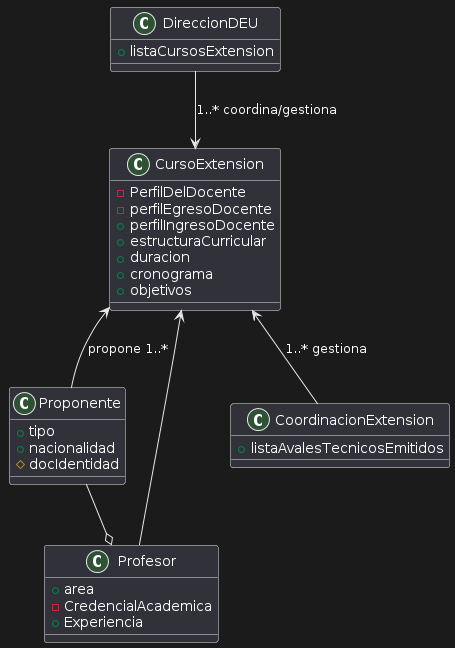 C DireccionDEU
listaCursosExtension
1..* coordina/gestiona
C CursoExtension
PerfilDelDocente
perfilEgresoDocente
perfilIngresoDocente
estructuraCurricular
duracion
cronograma
objetivos
propone 1..*
1..* gestiona
C Proponente
tipo
nacionalidad
docIdentidad
C CoordinacionExtension
listaAvalesTecnicosEmitidos
C Profesor
area
CredencialAcademica
Experiencia